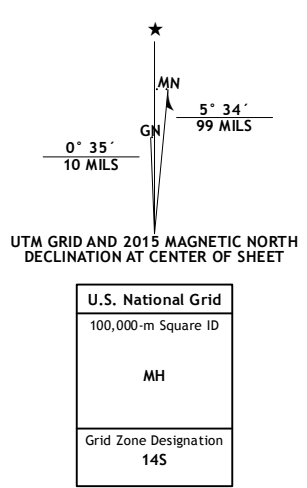 MN
5° 34´
99 MILS
GN
0° 35´
10 MILS
UTM GRID AND 2015 MAGNETIC NORTH
DECLINATION AT CENTER OF SHEET
U.S. National Grid
100,000-m Square ID
MH
Grid Zone Designation
14S